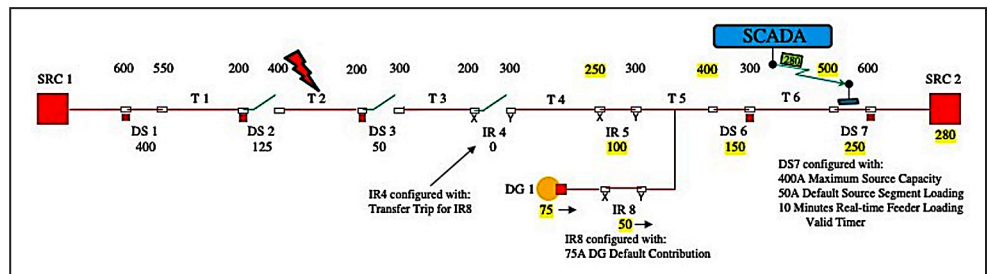 SCADA
280
600 550 200 400 200 300 200 300 250 300 400 300 500 600
SRC 1 T 1 T 2 T 3 T 4 T 5 T 6 SRC 2
DS 1 DS 2 DS 3 IR 4 IR 5 DS 6 DS 7 280
400 125 50 0 100 150 250
DS7 configured with:
400A Maximum Source Capacity
50A Default Source Segment Loading
10 Minutes Real-time Feeder Loading
Valid Timer
IR4 configured with:
Transfer Trip for IR8
DG 1
75 IR 8
50
IR8 configured with:
75A DG Default Contribution